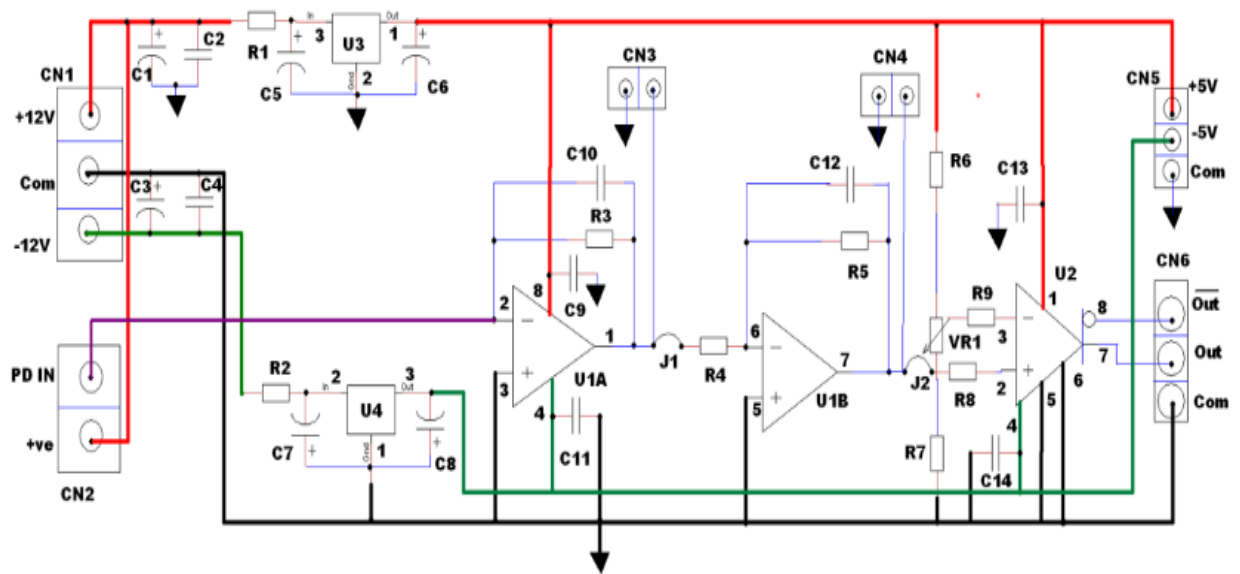 In
Out
3
1
U3
Gnd
2
R1
C2
C1
C5
C6
CN1
+12V
Com
-12V
C3
C4
CN3
CN4
CN5
+5V
-5V
Com
C10
R3
C9
C12
R5
R6
C13
2
8
1
3
4
U1A
C11
J1
R4
6
7
5
U1B
J2
VR1
R9
R8
R7
U2
1
3
2
8
7
6
5
4
C14
CN6
Out
Out
Com
PD IN
+ve
CN2
R2
In
Out
2
3
U4
Gnd
1
C7
C8